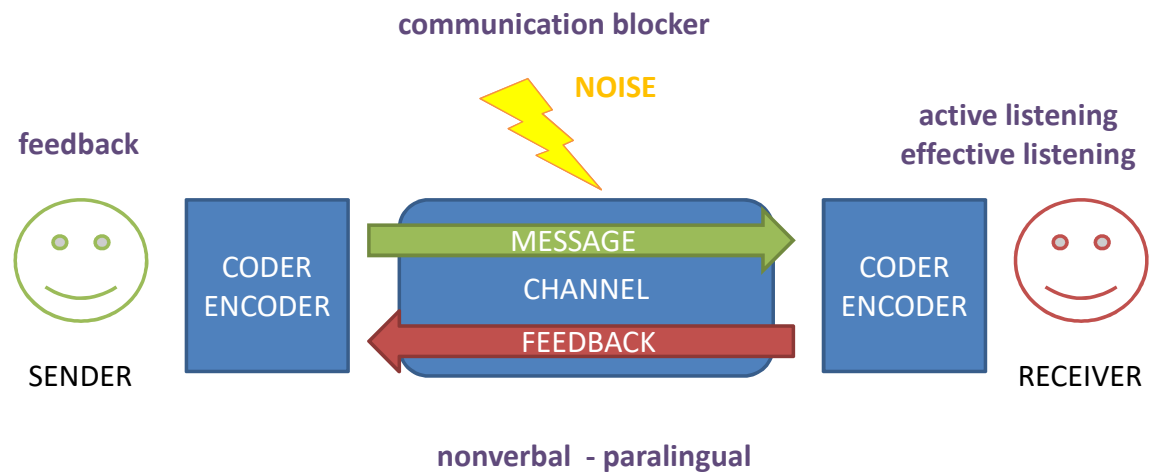 communication blocker
NOISE
feedback
active listening
effective listening
CODER
ENCODER
MESSAGE
CHANNEL
FEEDBACK
CODER
ENCODER
SENDER
RECEIVER
nonverbal - paralingual